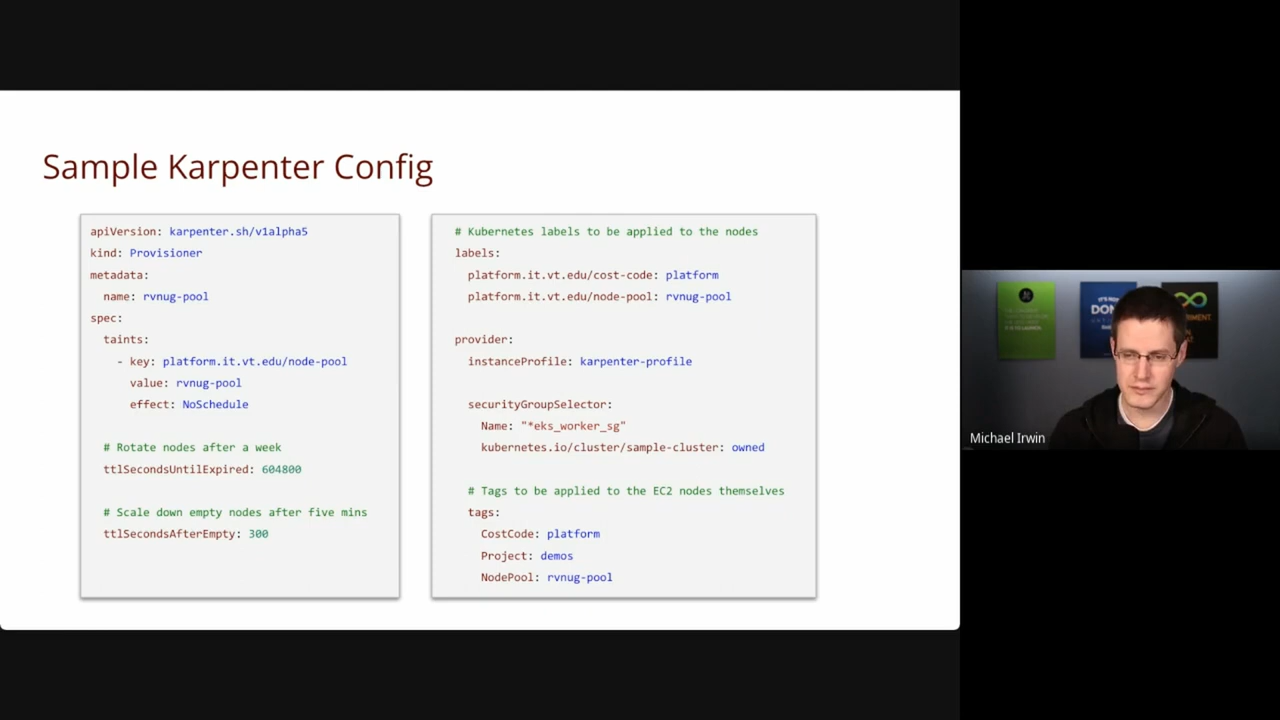 Sample Karpenter Config
apiVersion: karpenter.sh/v1alpha5
kind: Provisioner
metadata:
  name: rvnug-pool
spec:
  taints:
    - key: platform.it.vt.edu/node-pool
      value: rvnug-pool
      effect: NoSchedule
  # Rotate nodes after a week
  ttlSecondsUntilExpired: 604800
  # Scale down empty nodes after five mins
  ttlSecondsAfterEmpty: 300
# Kubernetes labels to be applied to the nodes
labels:
  platform.it.vt.edu/cost-code: platform
  platform.it.vt.edu/node-pool: rvnug-pool
provider:
  instanceProfile: karpenter-profile
  securityGroupSelector:
    Name: "*eks_worker_sg"
    kubernetes.io/cluster/sample-cluster: owned
  # Tags to be applied to the EC2 nodes themselves
  tags:
    CostCode: platform
    Project: demos
    NodePool: rvnug-pool
IT'S NOT
DON
Michael Irwin